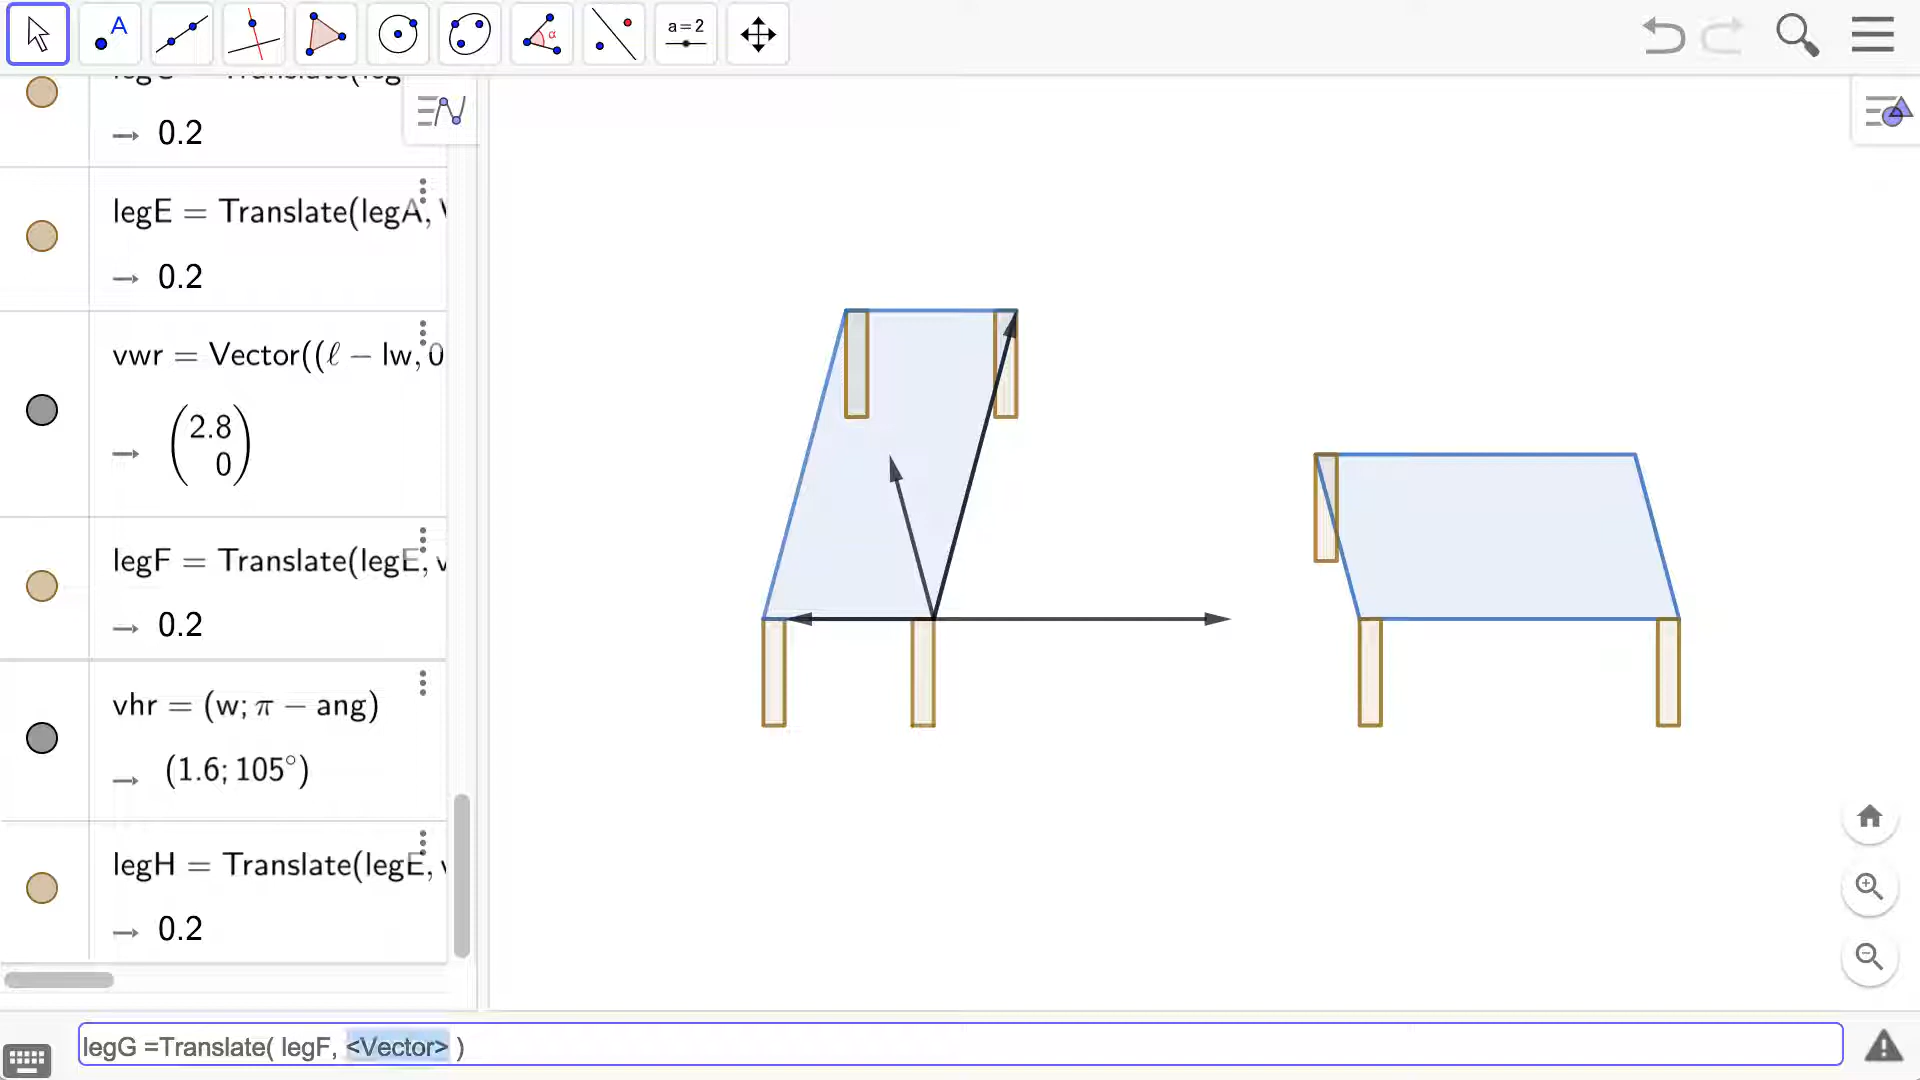 A
α
a=2
→ 0.2
legE = Translate(legA,
→ 0.2
vwr = Vector((ℓ − lw, 0
→ (2.8
0)
legF = Translate(legE,
→ 0.2
vhr = (w; π − ang)
→ (1.6; 105°)
legH = Translate(legE,
→ 0.2
legG =Translate( legF, <Vector> )